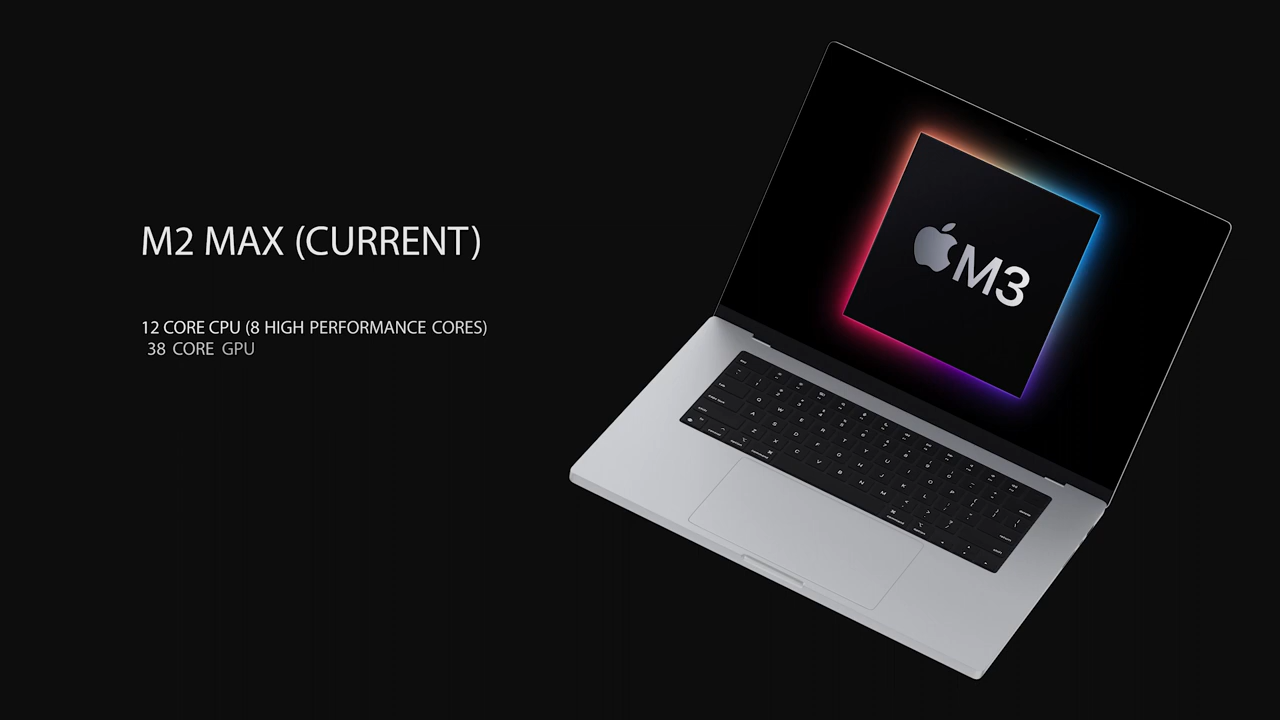 M2 MAX (CURRENT)
12 CORE CPU (8 HIGH PERFORMANCE CORES)
38 CORE GPU
M3